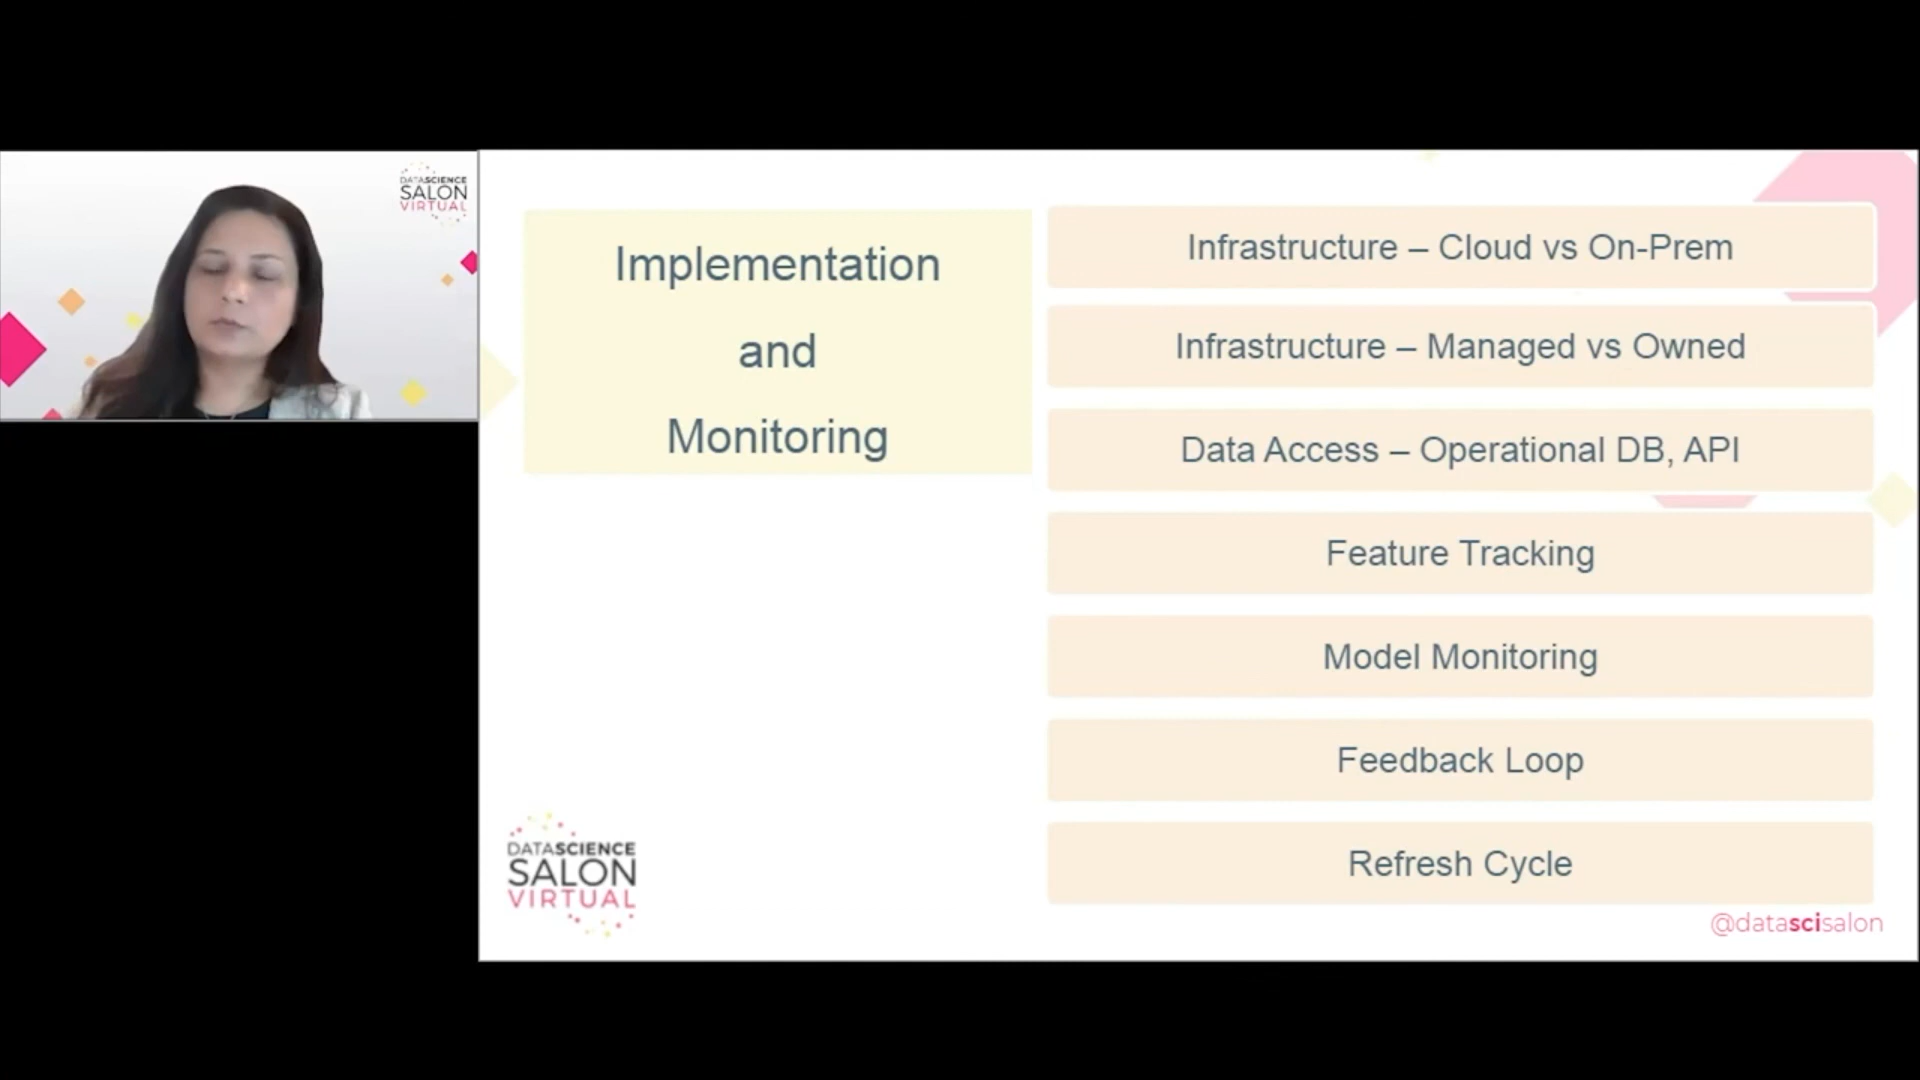 DATASCIENCE
SALON
VIRTUAL
Implementation
and
Monitoring
Infrastructure – Cloud vs On-Prem
Infrastructure – Managed vs Owned
Data Access – Operational DB, API
Feature Tracking
Model Monitoring
Feedback Loop
Refresh Cycle
DATASCIENCE
SALON
VIRTUAL
@datascisalon